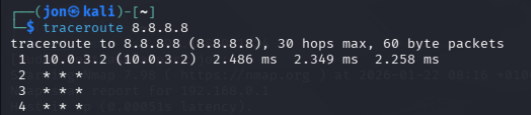 ┌──(jon㉿kali)-[~]
└─$ traceroute 8.8.8.8
traceroute to 8.8.8.8 (8.8.8.8), 30 hops max, 60 byte packets
 1  10.0.3.2 (10.0.3.2)  2.486 ms  2.349 ms  2.258 ms
 2  * * *
 3  * * *
 4  * * *